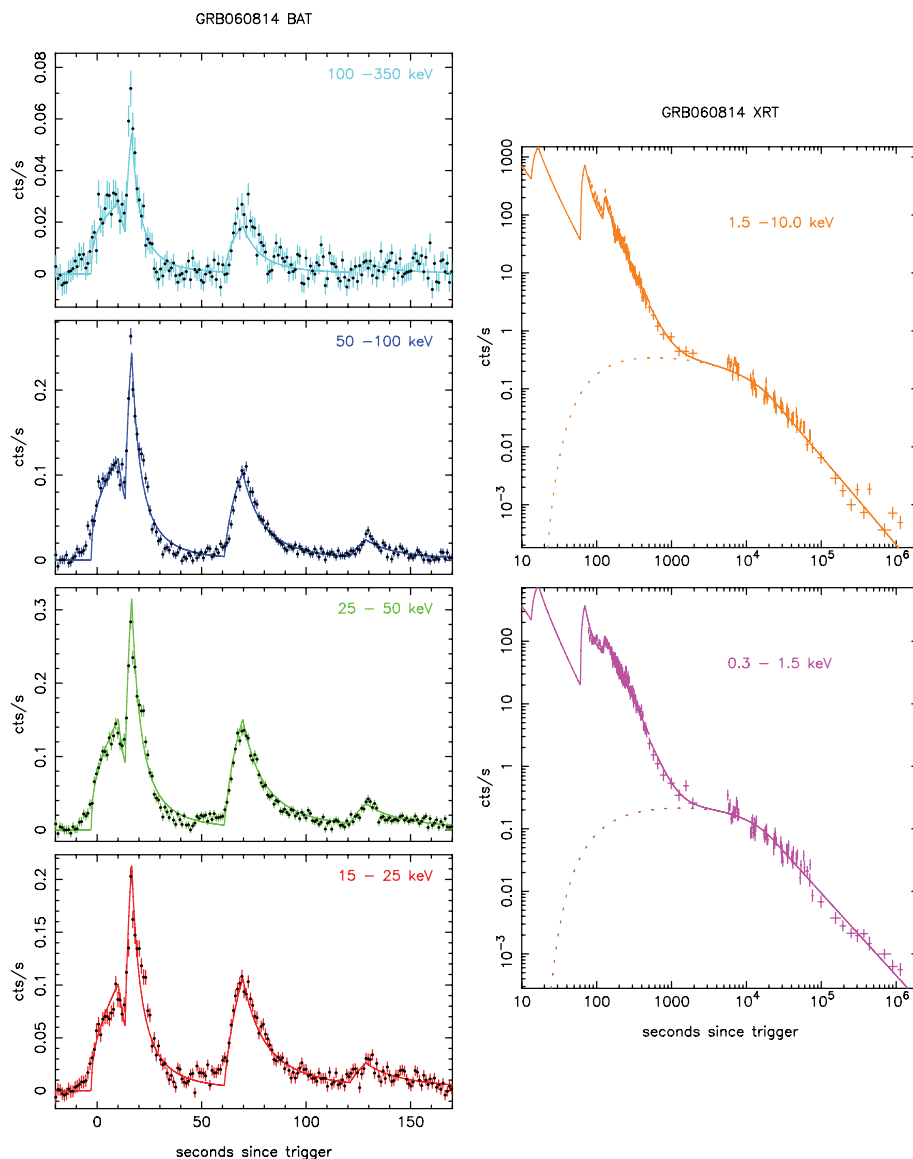 GRB060814 BAT
100 –350 keV
cts/s
0.08
0.06
0.04
0.02
0
50 –100 keV
cts/s
0.2
0.1
0
25 – 50 keV
cts/s
0.3
0.2
0.1
0
15 – 25 keV
cts/s
0.2
0.15
0.1
0.05
0
0 50 100 150
seconds since trigger
GRB060814 XRT
1.5 –10.0 keV
cts/s
1000
100
10
1
0.1
0.01
10⁻³
10 100 1000 10⁴ 10⁵ 10⁶
0.3 – 1.5 keV
cts/s
100
10
1
0.1
0.01
10⁻³
10 100 1000 10⁴ 10⁵ 10⁶
seconds since trigger